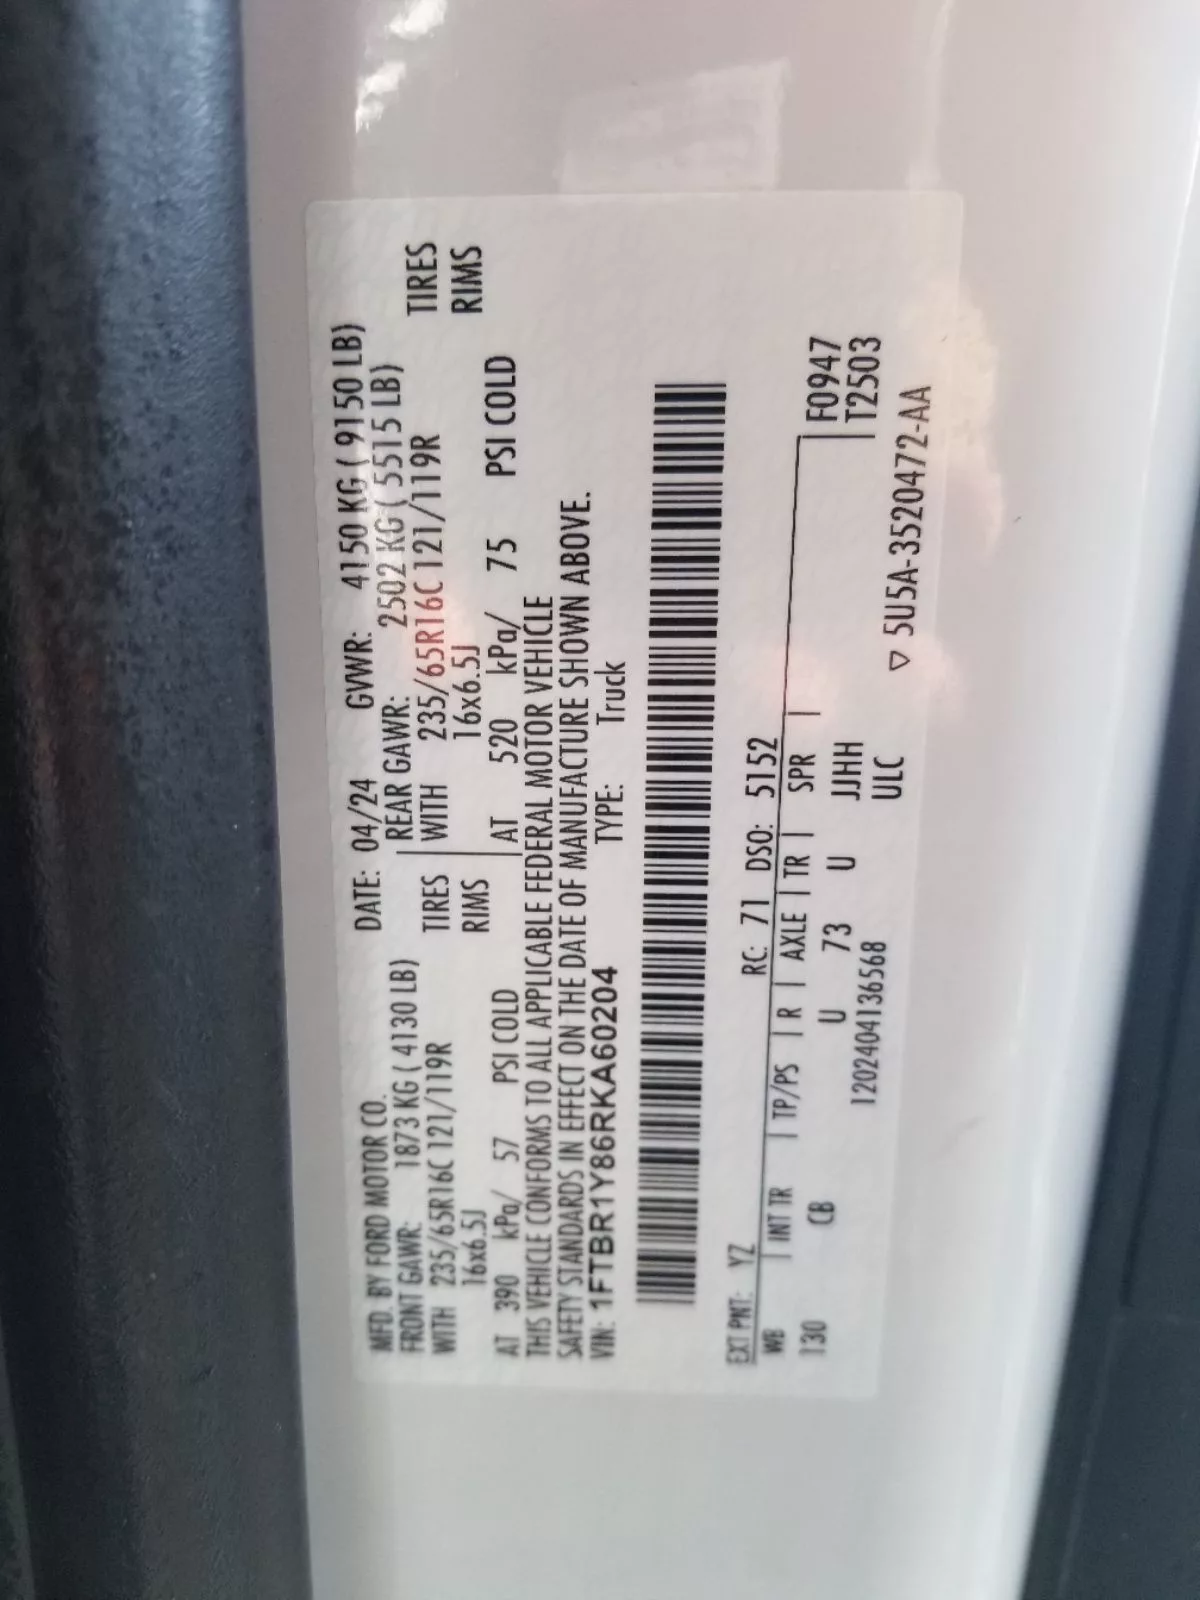 MFD. BY FORD MOTOR CO. DATE: 04/24 GVWR: 4150 KG ( 9150 LB)
FRONT GAWR: 1873 KG ( 4130 LB) REAR GAWR: 2502 KG ( 5515 LB)
WITH 235/65R16C 121/119R TIRES WITH 235/65R16C 121/119R TIRES
16x6.5J RIMS 16x6.5J RIMS
AT 390 kPa/ 57 PSI COLD AT 520 kPa/ 75 PSI COLD
THIS VEHICLE CONFORMS TO ALL APPLICABLE FEDERAL MOTOR VEHICLE
SAFETY STANDARDS IN EFFECT ON THE DATE OF MANUFACTURE SHOWN ABOVE.
VIN: 1FTBR1Y86RKA60204 TYPE: Truck
EXT PNT: YZ RC: 71 DSO: 5152
WB | INT TR | TP/PS | R | AXLE | TR | SPR | F0947
130 CB U 73 U JJHH T2503
1202404136568 ULC
▽ 5U5A-3520472-AA